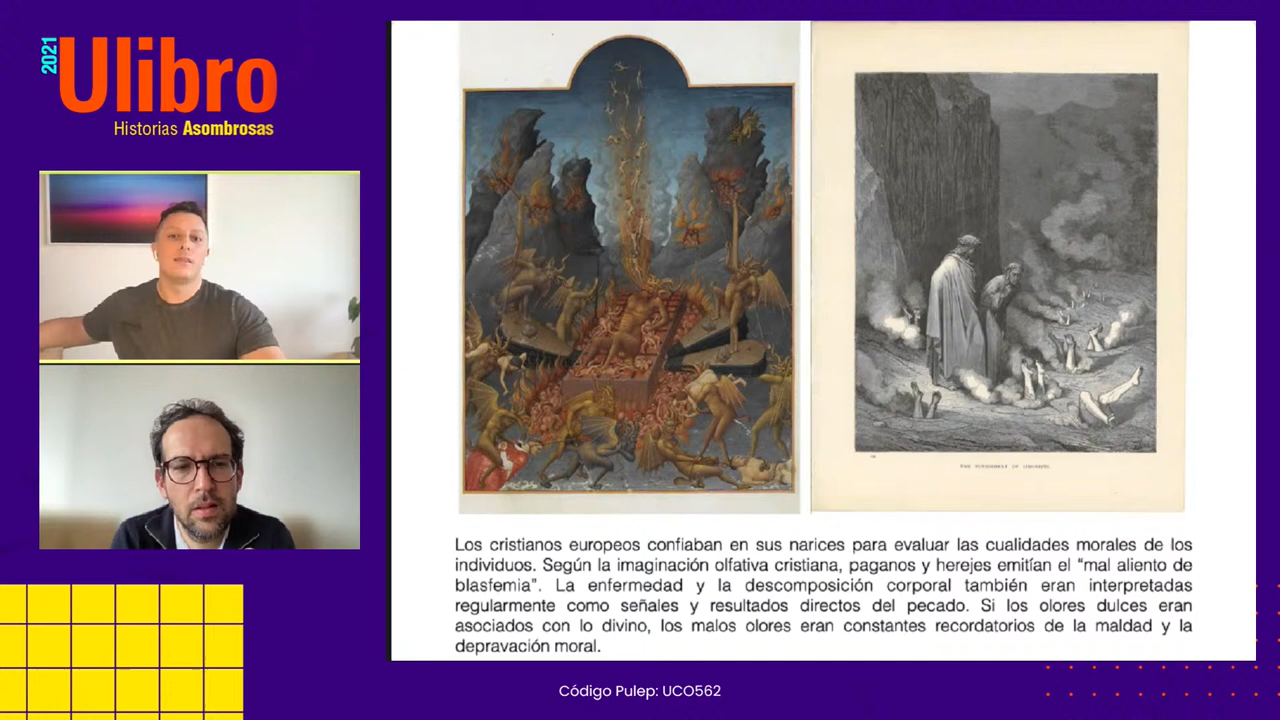 2021
Ulibro
Historias Asombrosas
Los cristianos europeos confiaban en sus narices para evaluar las cualidades morales de los
individuos. Según la imaginación olfativa cristiana, paganos y herejes emitían el “mal aliento de
blasfemia”. La enfermedad y la descomposición corporal también eran interpretadas
regularmente como señales y resultados directos del pecado. Si los olores dulces eran
asociados con lo divino, los malos olores eran constantes recordatorios de la maldad y la
depravación moral.
Código Pulep: UCO562